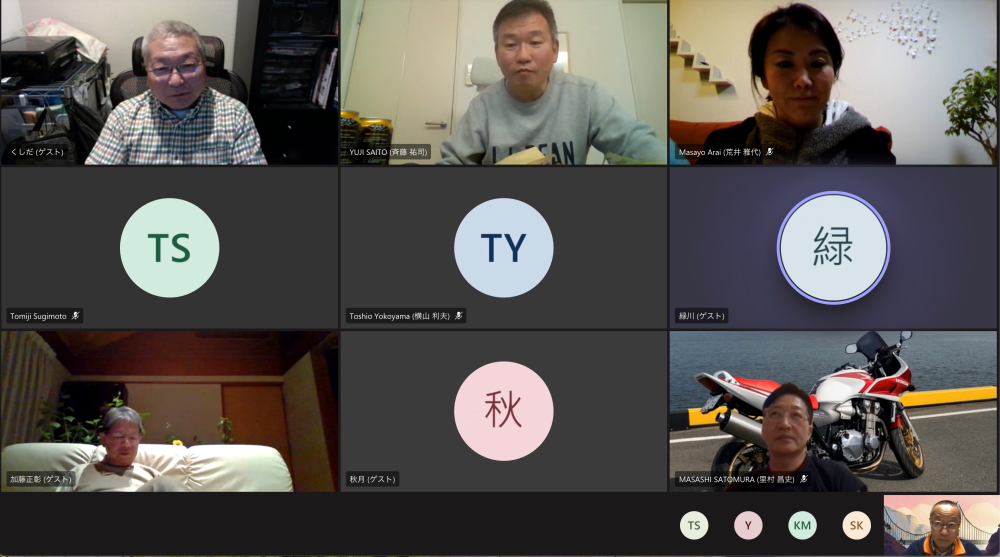 くしだ (ゲスト)
YUJI SAITO (斉藤 祐司)
L.L.BEAN
Masayo Arai (荒井 雅代)
TS
Tomiji Sugimoto
TY
Toshio Yokoyama (横山 利夫)
緑
緑川 (ゲスト)
加藤正彰 (ゲスト)
秋
秋月 (ゲスト)
MASASHI SATOMURA (里村 昌史)
TS
Y
KM
SK